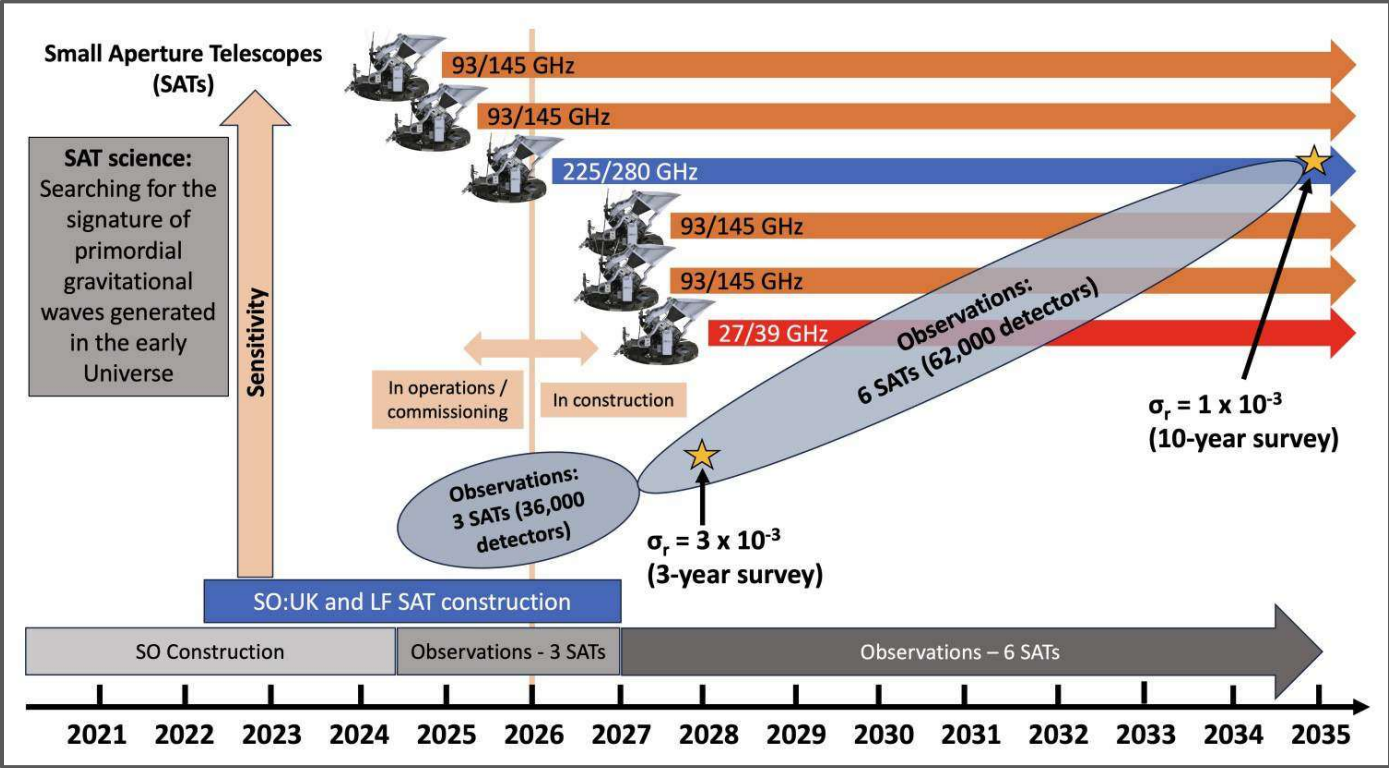 Small Aperture Telescopes
(SATs)
93/145 GHz
93/145 GHz
225/280 GHz
93/145 GHz
93/145 GHz
27/39 GHz
SAT science:
Searching for the
signature of
primordial
gravitational
waves generated
in the early
Universe
Sensitivity
In operations /
commissioning
In construction
Observations:
3 SATs (36,000
detectors)
Observations:
6 SATs (62,000 detectors)
σᵣ = 3 x 10⁻³
(3-year survey)
σᵣ = 1 x 10⁻³
(10-year survey)
SO:UK and LF SAT construction
SO Construction
Observations - 3 SATs
Observations – 6 SATs
2021 2022 2023 2024 2025 2026 2027 2028 2029 2030 2031 2032 2033 2034 2035